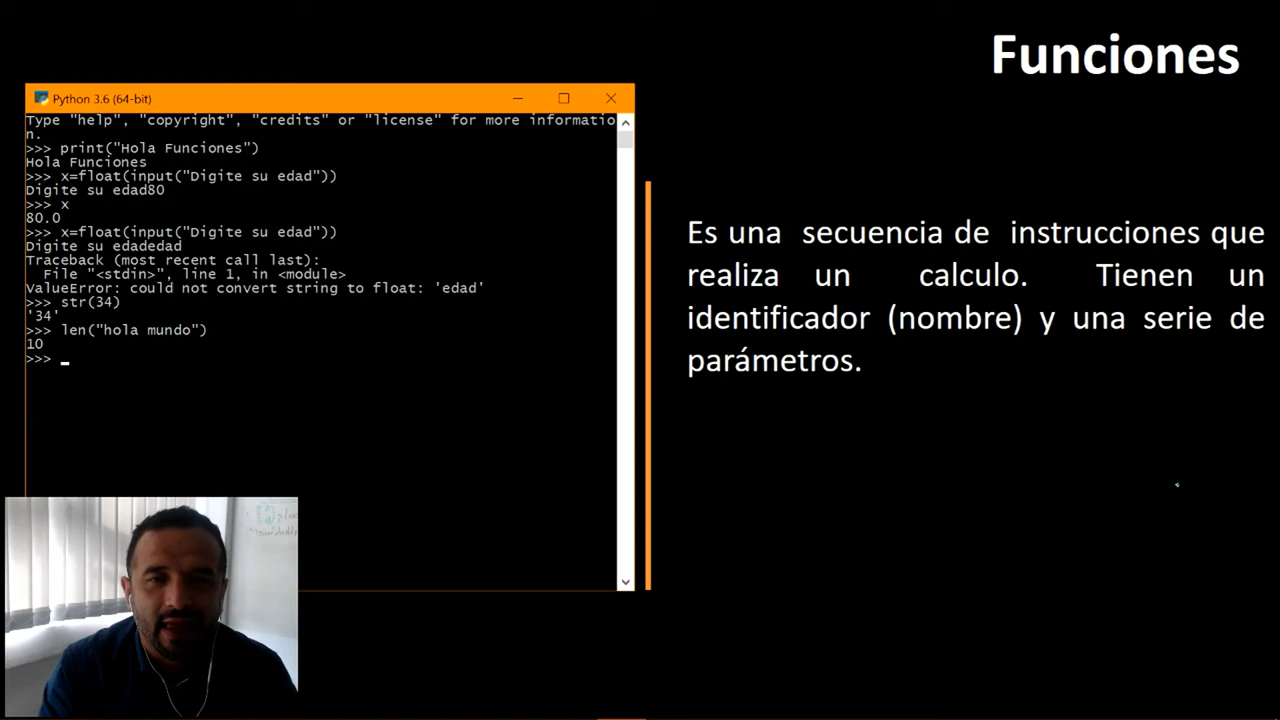 Funciones
Python 3.6 (64-bit)
Type "help", "copyright", "credits" or "license" for more informatio
n.
>>> print("Hola Funciones")
Hola Funciones
>>> x=float(input("Digite su edad"))
Digite su edad80
>>> x
80.0
>>> x=float(input("Digite su edad"))
Digite su edadedad
Traceback (most recent call last):
  File "<stdin>", line 1, in <module>
ValueError: could not convert string to float: 'edad'
>>> str(34)
'34'
>>> len("hola mundo")
10
>>>
Es una secuencia de instrucciones que
realiza un calculo. Tienen un
identificador (nombre) y una serie de
parámetros.